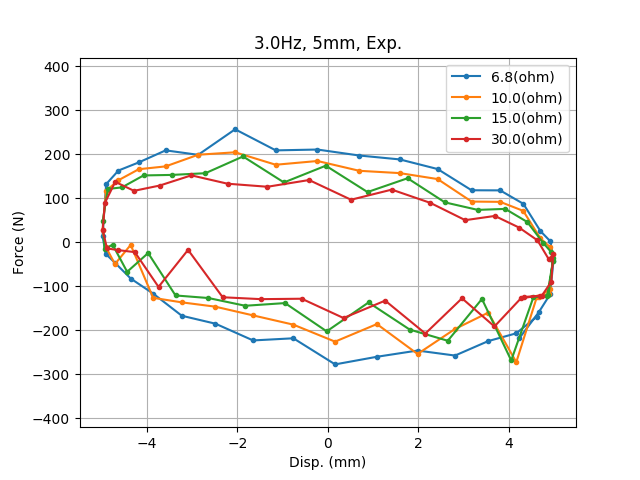 3.0Hz, 5mm, Exp.
6.8(ohm)
10.0(ohm)
15.0(ohm)
30.0(ohm)
Force (N)
400
300
200
100
0
−100
−200
−300
−400
−4
−2
0
2
4
Disp. (mm)